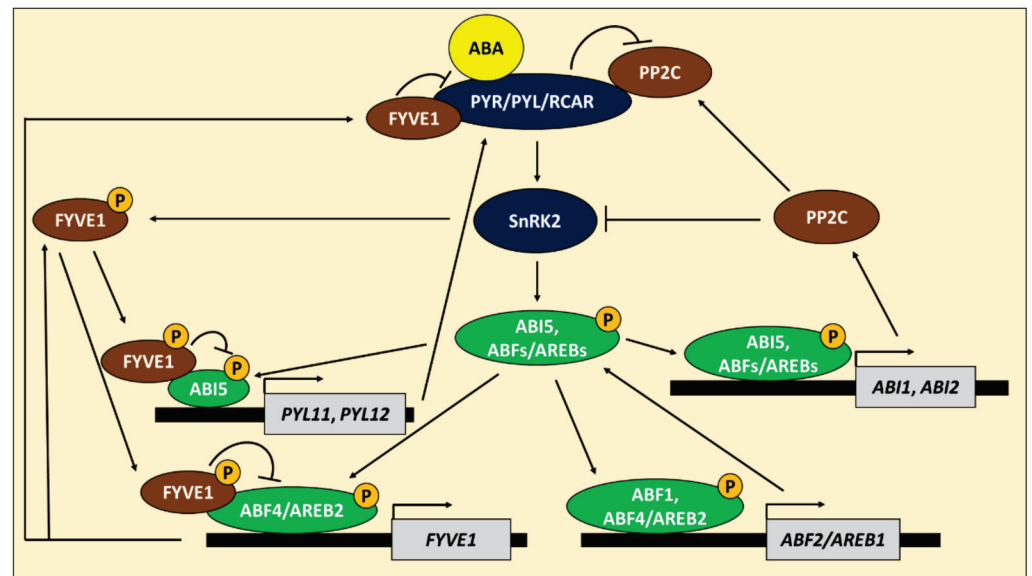 ABA
PP2C
PYR/PYL/RCAR
FYVE1
P
FYVE1
SnRK2
PP2C
P
ABI5,
ABFs/AREBs
P
ABI5,
ABFs/AREBs
P
FYVE1
P
ABI5
PYL11, PYL12
ABI1, ABI2
P
FYVE1
P
ABF4/AREB2
FYVE1
P
ABF1,
ABF4/AREB2
ABF2/AREB1